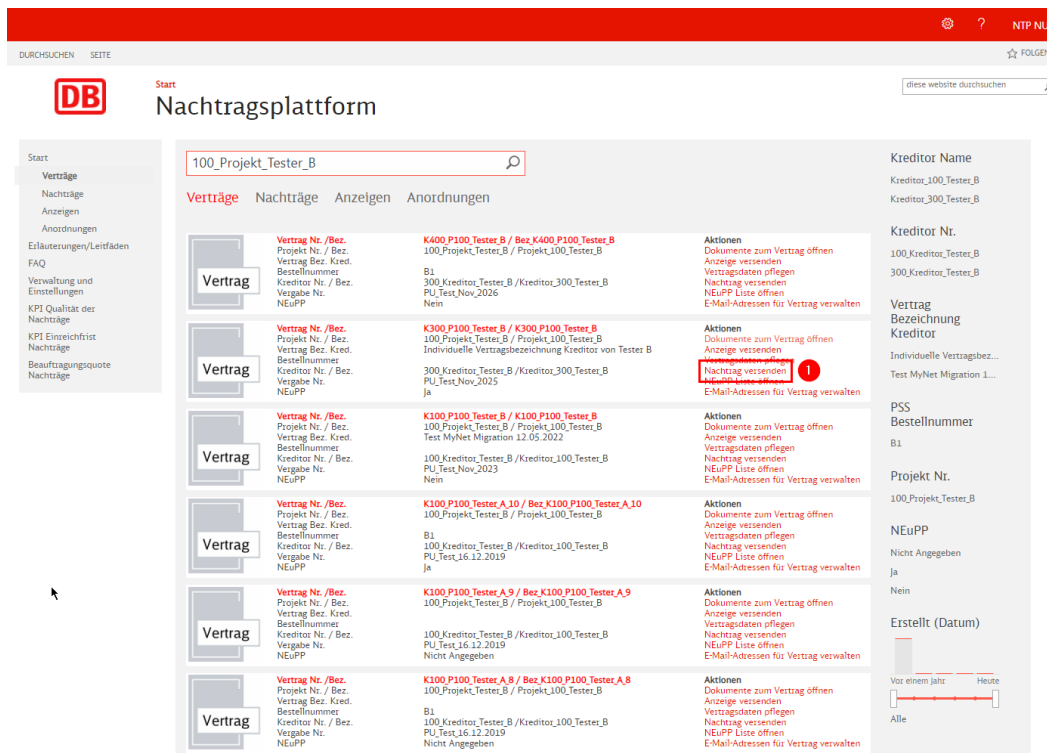 NTP NU
DURCHSUCHEN SEITE
FOLGEN
DB
Start
Nachtragsplattform
diese website durchsuchen
Start
Verträge
Nachträge
Anzeigen
Anordnungen
Erläuterungen/Leitfäden
FAQ
Verwaltung und
Einstellungen
KPI Qualität der
Nachträge
KPI Einreichfrist
Nachträge
Beauftragungsquote
Nachträge
100_Projekt_Tester_B
Verträge Nachträge Anzeigen Anordnungen
Vertrag
Vertrag Nr. /Bez. K400_P100_Tester_B / Bez_K400_P100_Tester_B Aktionen
Projekt Nr. / Bez. 100_Projekt_Tester_B / Projekt_100_Tester_B Dokumente zum Vertrag öffnen
Vertrag Bez. Kred. Anzeige versenden
Bestellnummer B1 Vertragsdaten pflegen
Kreditor Nr. / Bez. 300_Kreditor_Tester_B /Kreditor_300_Tester_B Nachtrag versenden
Vergabe Nr. PU_Test_Nov_2026 NEuPP Liste öffnen
NEuPP Nein E-Mail-Adressen für Vertrag verwalten
Vertrag
Vertrag Nr. /Bez. K300_P100_Tester_B / K300_P100_Tester_B Aktionen
Projekt Nr. / Bez. 100_Projekt_Tester_B / Projekt_100_Tester_B Dokumente zum Vertrag öffnen
Vertrag Bez. Kred. Individuelle Vertragsbezeichnung Kreditor von Tester B Anzeige versenden
Bestellnummer Vertragsdaten pflegen
Kreditor Nr. / Bez. 300_Kreditor_Tester_B /Kreditor_300_Tester_B Nachtrag versenden 1
Vergabe Nr. PU_Test_Nov_2025 NEuPP Liste öffnen
NEuPP Ja E-Mail-Adressen für Vertrag verwalten
Vertrag
Vertrag Nr. /Bez. K100_P100_Tester_B / K100_P100_Tester_B Aktionen
Projekt Nr. / Bez. 100_Projekt_Tester_B / Projekt_100_Tester_B Dokumente zum Vertrag öffnen
Vertrag Bez. Kred. Test MyNet Migration 12.05.2022 Anzeige versenden
Bestellnummer Vertragsdaten pflegen
Kreditor Nr. / Bez. 100_Kreditor_Tester_B /Kreditor_100_Tester_B Nachtrag versenden
Vergabe Nr. PU_Test_Nov_2023 NEuPP Liste öffnen
NEuPP Nein E-Mail-Adressen für Vertrag verwalten
Vertrag
Vertrag Nr. /Bez. K100_P100_Tester_A_10 / Bez_K100_P100_Tester_A_10 Aktionen
Projekt Nr. / Bez. 100_Projekt_Tester_B / Projekt_100_Tester_B Dokumente zum Vertrag öffnen
Vertrag Bez. Kred. Anzeige versenden
Bestellnummer B1 Vertragsdaten pflegen
Kreditor Nr. / Bez. 100_Kreditor_Tester_B /Kreditor_100_Tester_B Nachtrag versenden
Vergabe Nr. PU_Test_16.12.2019 NEuPP Liste öffnen
NEuPP Ja E-Mail-Adressen für Vertrag verwalten
Vertrag
Vertrag Nr. /Bez. K100_P100_Tester_A_9 / Bez_K100_P100_Tester_A_9 Aktionen
Projekt Nr. / Bez. 100_Projekt_Tester_B / Projekt_100_Tester_B Dokumente zum Vertrag öffnen
Vertrag Bez. Kred. Anzeige versenden
Bestellnummer Vertragsdaten pflegen
Kreditor Nr. / Bez. 100_Kreditor_Tester_B /Kreditor_100_Tester_B Nachtrag versenden
Vergabe Nr. PU_Test_16.12.2019 NEuPP Liste öffnen
NEuPP Nicht Angegeben E-Mail-Adressen für Vertrag verwalten
Vertrag
Vertrag Nr. /Bez. K100_P100_Tester_A_8 / Bez_K100_P100_Tester_A_8 Aktionen
Projekt Nr. / Bez. 100_Projekt_Tester_B / Projekt_100_Tester_B Dokumente zum Vertrag öffnen
Vertrag Bez. Kred. Anzeige versenden
Bestellnummer B1 Vertragsdaten pflegen
Kreditor Nr. / Bez. 100_Kreditor_Tester_B /Kreditor_100_Tester_B Nachtrag versenden
Vergabe Nr. PU_Test_16.12.2019 NEuPP Liste öffnen
NEuPP Nicht Angegeben E-Mail-Adressen für Vertrag verwalten
Kreditor Name
Kreditor_100_Tester_B
Kreditor_300_Tester_B
Kreditor Nr.
100_Kreditor_Tester_B
300_Kreditor_Tester_B
Vertrag
Bezeichnung
Kreditor
Individuelle Vertragsbez...
Test MyNet Migration 1...
PSS
Bestellnummer
B1
Projekt Nr.
100_Projekt_Tester_B
NEuPP
Nicht Angegeben
Ja
Nein
Erstellt (Datum)
Vor einem Jahr Heute
Alle